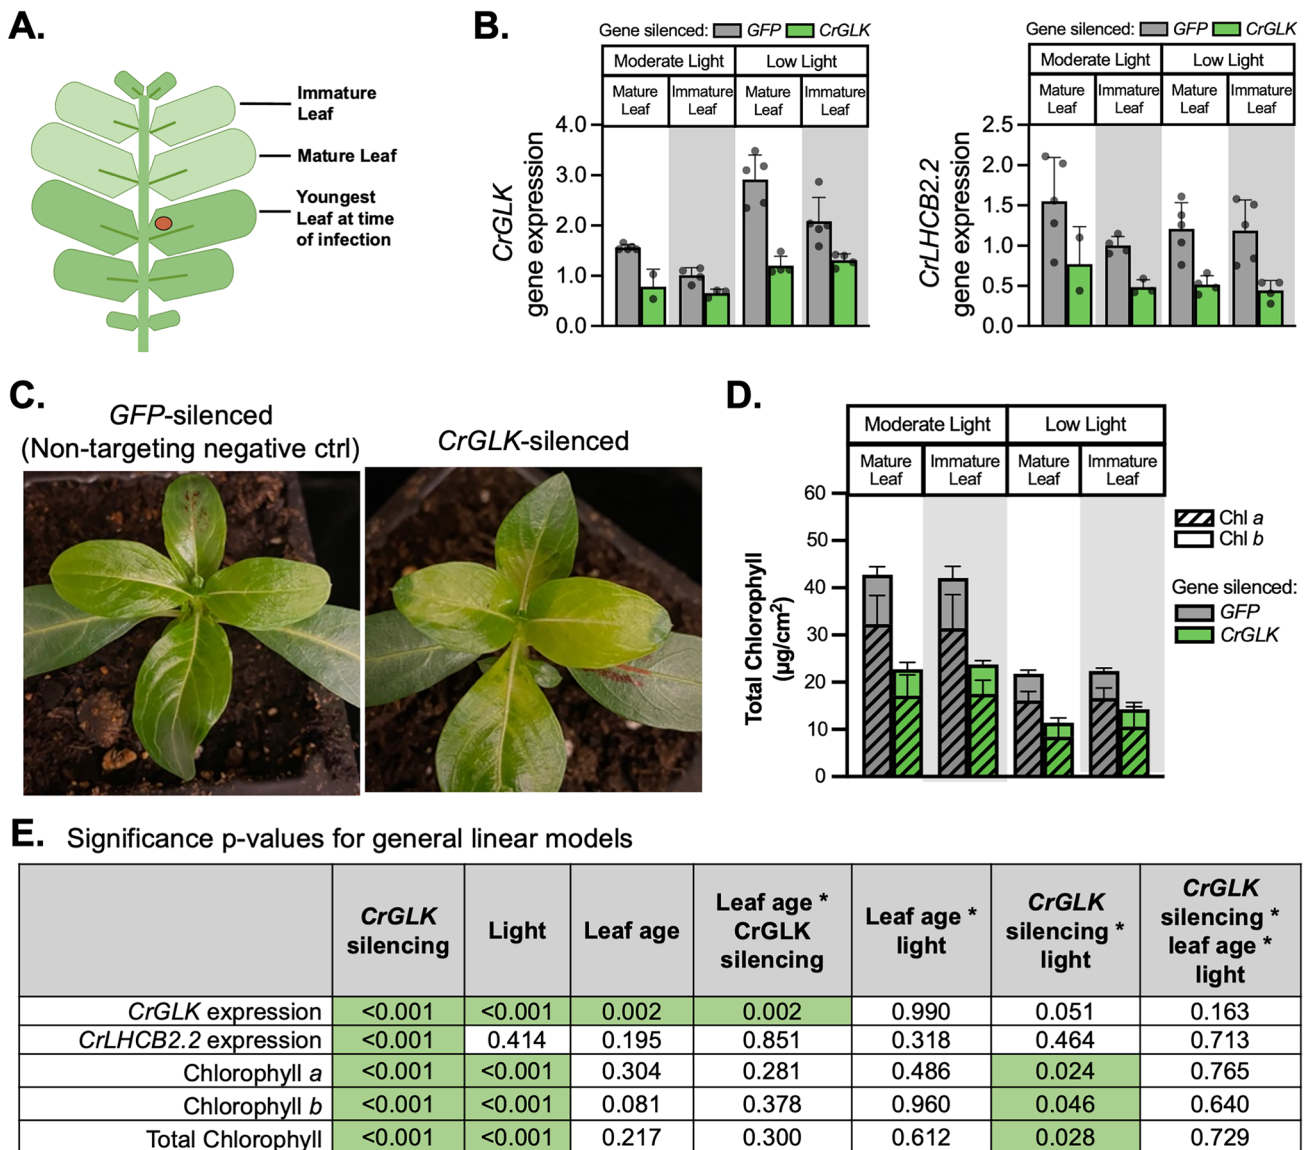 A.
Immature
Leaf
Mature Leaf
Youngest
Leaf at time
of infection
B.
Gene silenced: GFP CrGLK
Moderate Light Low Light
Mature Leaf Immature Leaf Mature Leaf Immature Leaf
CrGLK
gene expression
4.0
3.0
2.0
1.0
0.0
Gene silenced: GFP CrGLK
Moderate Light Low Light
Mature Leaf Immature Leaf Mature Leaf Immature Leaf
CrLHCB2.2
gene expression
2.5
2.0
1.5
1.0
0.5
0.0
C.
GFP-silenced
(Non-targeting negative ctrl)
CrGLK-silenced
D.
Moderate Light Low Light
Mature Leaf Immature Leaf Mature Leaf Immature Leaf
Total Chlorophyll
(µg/cm²)
60
50
40
30
20
10
0
Chl a
Chl b
Gene silenced:
GFP
CrGLK
E. Significance p-values for general linear models
CrGLK silencing Light Leaf age Leaf age * CrGLK silencing Leaf age * light CrGLK silencing * light CrGLK silencing * leaf age * light
CrGLK expression <0.001 <0.001 0.002 0.002 0.990 0.051 0.163
CrLHCB2.2 expression <0.001 0.414 0.195 0.851 0.318 0.464 0.713
Chlorophyll a <0.001 <0.001 0.304 0.281 0.486 0.024 0.765
Chlorophyll b <0.001 <0.001 0.081 0.378 0.960 0.046 0.640
Total Chlorophyll <0.001 <0.001 0.217 0.300 0.612 0.028 0.729